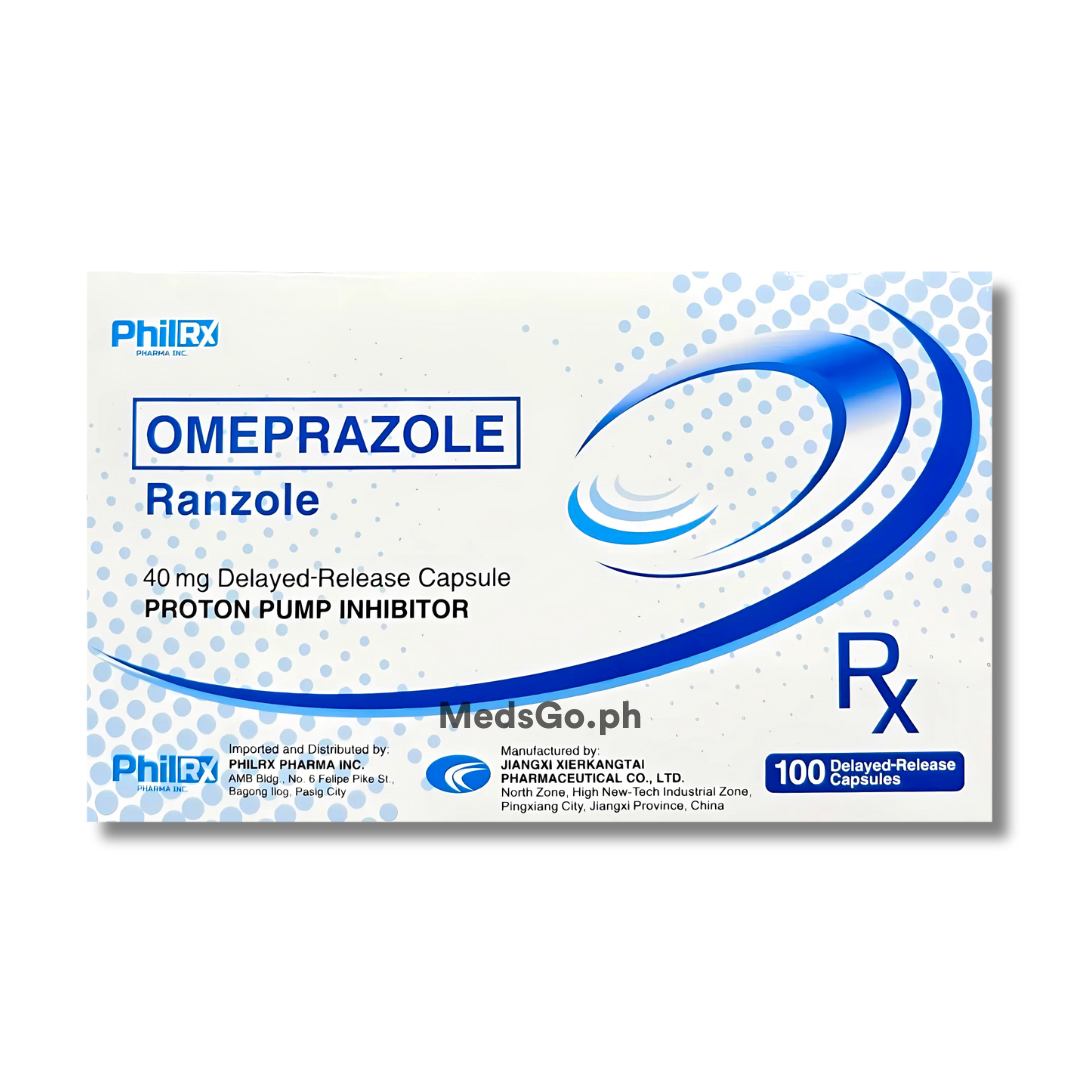 PhilRx
PHARMA INC.
OMEPRAZOLE
Ranzole
40 mg Delayed-Release Capsule
PROTON PUMP INHIBITOR
Rx
MedsGo.ph
PhilRx
PHARMA INC.
Imported and Distributed by:
PHILRX PHARMA INC.
AMB Bldg., No. 6 Felipe Pike St.,
Bagong Ilog, Pasig City
Manufactured by:
JIANGXI XIERKANGTAI
PHARMACEUTICAL CO., LTD.
North Zone, High New-Tech Industrial Zone,
Pingxiang City, Jiangxi Province, China
100 Delayed-Release
Capsules